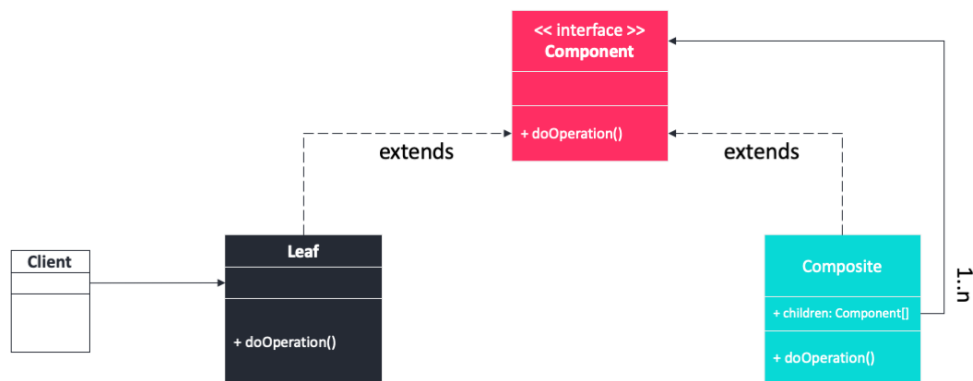 << interface >>
Component
+ doOperation()
extends
extends
Client
Leaf
+ doOperation()
Composite
+ children: Component[]
+ doOperation()
1..n